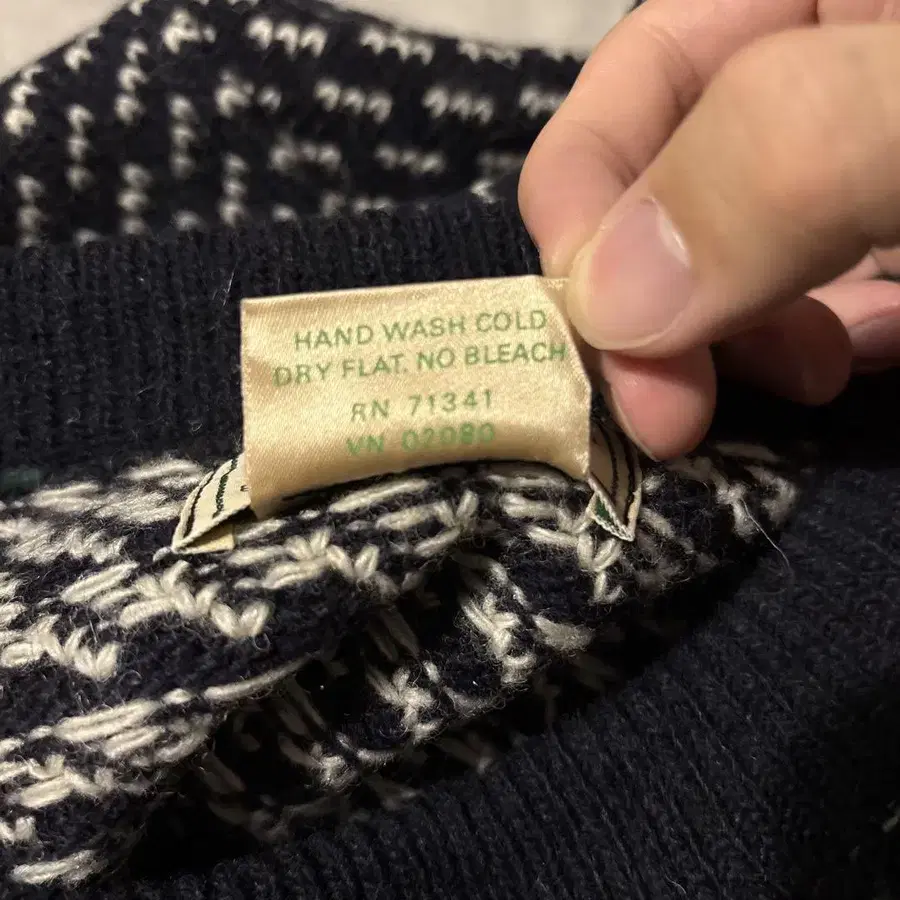 HAND WASH COLD
DRY FLAT. NO BLEACH
RN 71341
VN 02080